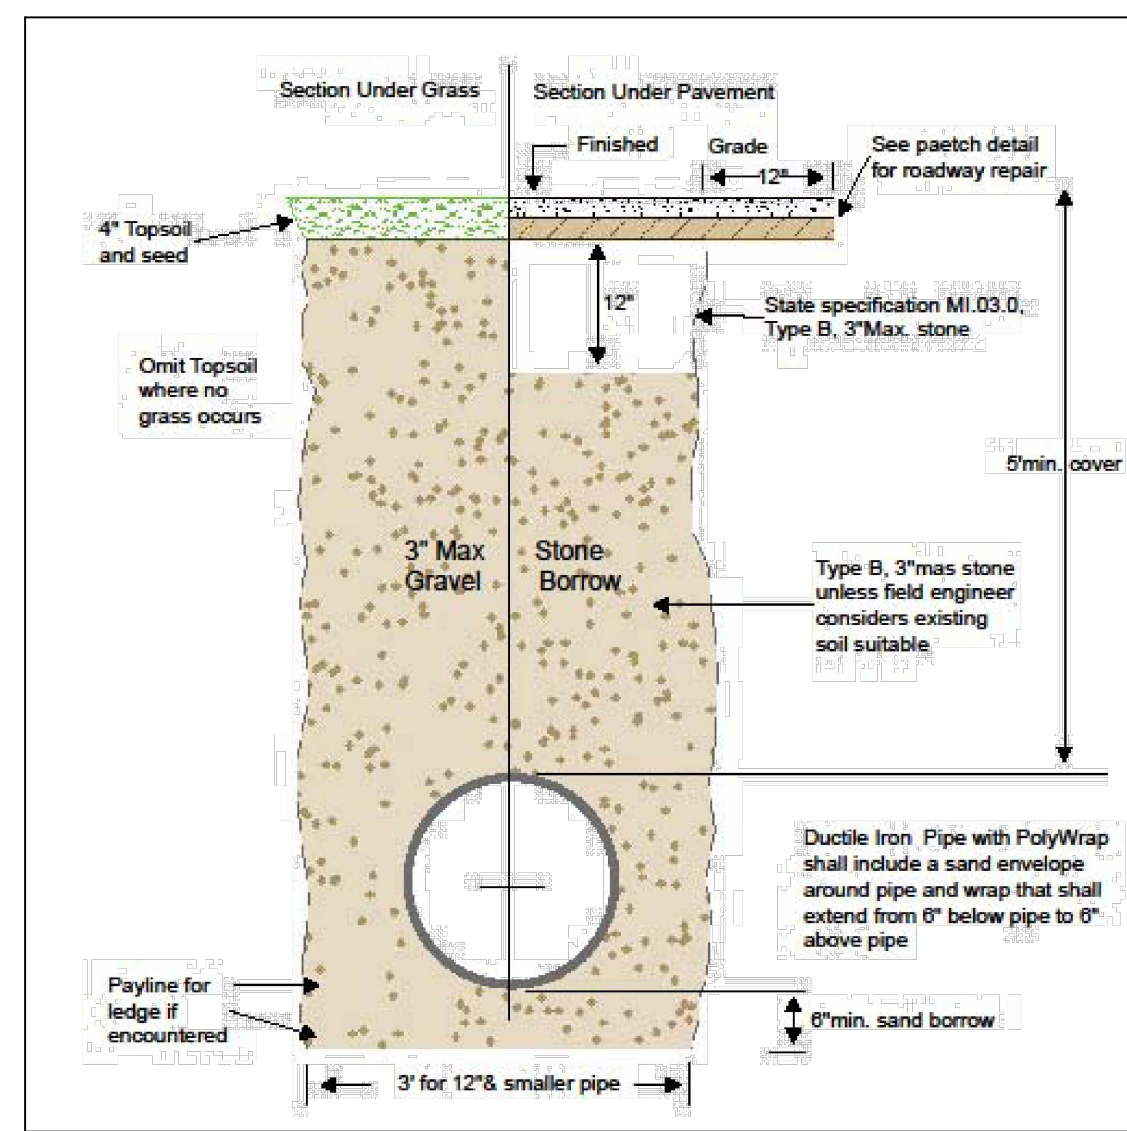 Section Under Grass
Section Under Pavement
Finished Grade
12"
See paetch detail
for roadway repair
4" Topsoil
and seed
12"
State specification MI.03.0,
Type B, 3"Max. stone
Omit Topsoil
where no
grass occurs
5'min. cover
3" Max Stone
Gravel Borrow
Type B, 3"mas stone
unless field engineer
considers existing
soil suitable
Ductile Iron Pipe with PolyWrap
shall include a sand envelope
around pipe and wrap that shall
extend from 6" below pipe to 6"
above pipe
Payline for
ledge if
encountered
6"min. sand borrow
3' for 12"& smaller pipe